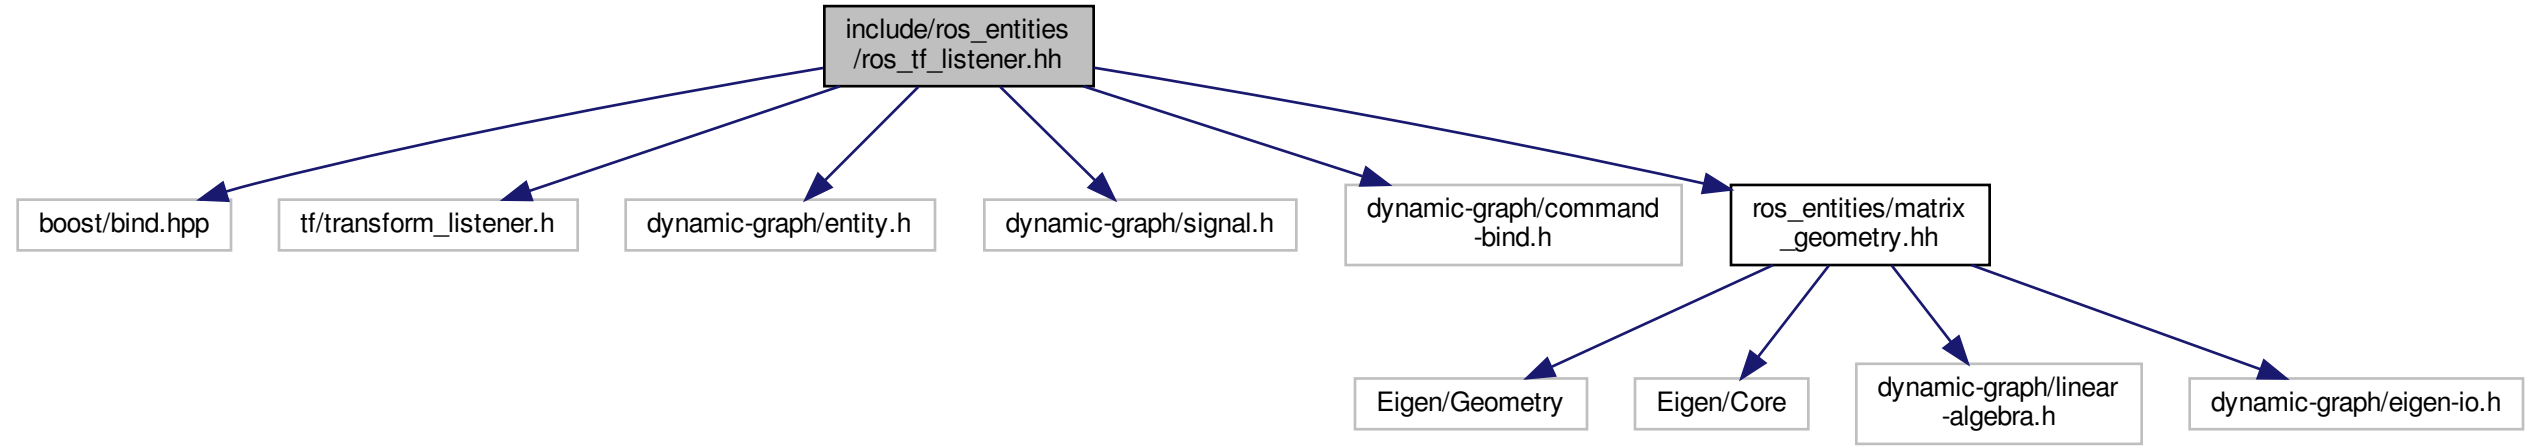 include/ros_entities
/ros_tf_listener.hh
boost/bind.hpp
tf/transform_listener.h
dynamic-graph/entity.h
dynamic-graph/signal.h
dynamic-graph/command
-bind.h
ros_entities/matrix
_geometry.hh
Eigen/Geometry
Eigen/Core
dynamic-graph/linear
-algebra.h
dynamic-graph/eigen-io.h